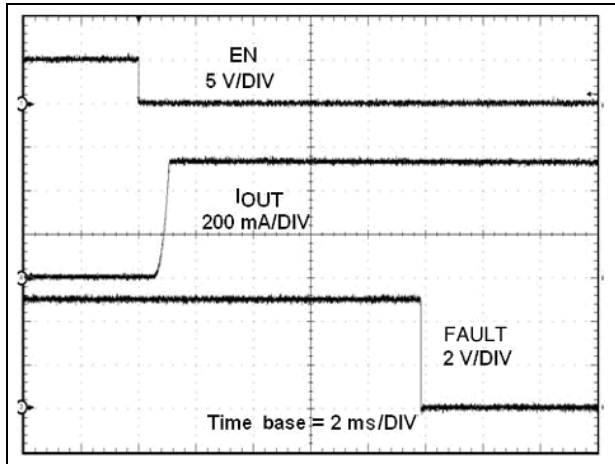 EN
5 V/DIV
IOUT
200 mA/DIV
FAULT
2 V/DIV
Time base = 2 ms/DIV